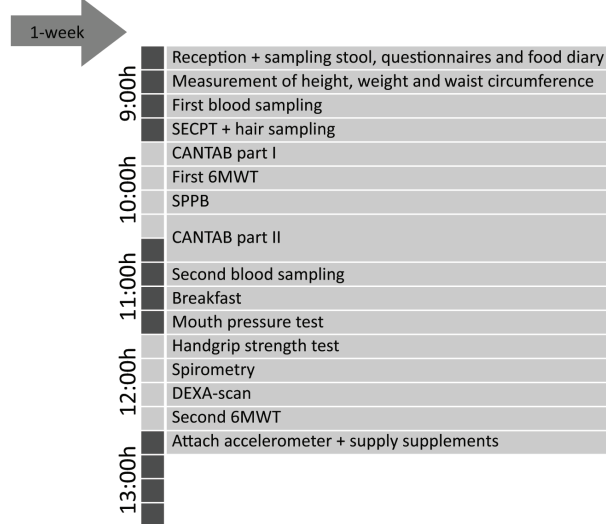 1-week
9:00h
Reception + sampling stool, questionnaires and food diary
Measurement of height, weight and waist circumference
First blood sampling
SECPT + hair sampling
10:00h
CANTAB part I
First 6MWT
SPPB
CANTAB part II
11:00h
Second blood sampling
Breakfast
Mouth pressure test
12:00h
Handgrip strength test
Spirometry
DEXA-scan
Second 6MWT
13:00h
Attach accelerometer + supply supplements